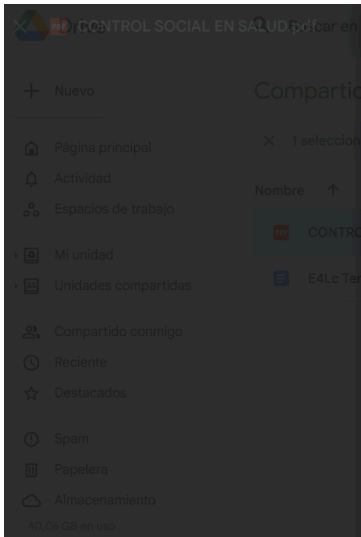 CONTROL SOCIAL EN SALUD.pdf
Nuevo
Compartid
Página principal
1 seleccion
Actividad
Nombre
Espacios de trabajo
CONTRO
Mi unidad
E4Lc Tar
Unidades compartidas
Compartido conmigo
Reciente
Destacados
Spam
Papelera
Almacenamiento
40,06 GB en uso